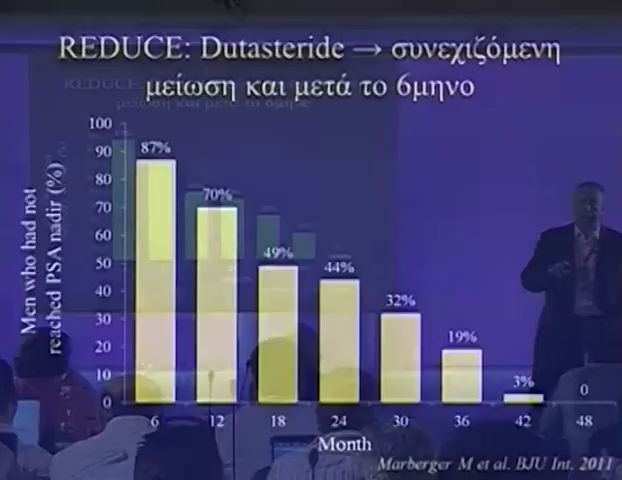 REDUCE: Dutasteride → συνεχιζόμενη
μείωση και μετά το 6μηνο
Men who had not
reached PSA nadir (%)
100
90
80
70
60
50
40
30
20
10
0
87%
70%
49%
44%
32%
19%
3%
0
6 12 18 24 30 36 42 48
Month
Marberger M et al. BJU Int. 2011